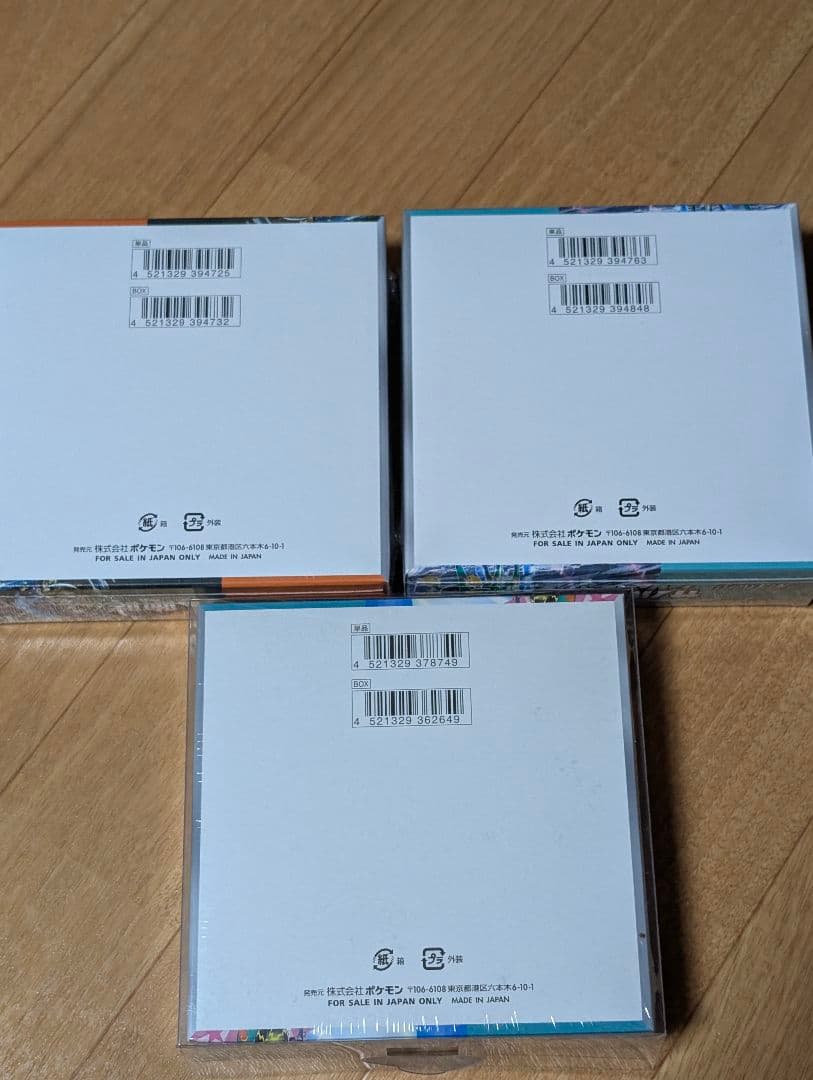 単品
4 521329 394725
BOX
4 521329 394732
紙 箱 プラ 外装
発売元 株式会社 ポケモン 〒106-6108 東京都港区六本木6-10-1
FOR SALE IN JAPAN ONLY MADE IN JAPAN
単品
4 521329 394763
BOX
4 521329 394848
紙 箱 プラ 外装
発売元 株式会社 ポケモン 〒106-6108 東京都港区六本木6-10-1
FOR SALE IN JAPAN ONLY MADE IN JAPAN
単品
4 521329 378749
BOX
4 521329 362649
紙 箱 プラ 外装
発売元 株式会社 ポケモン 〒106-6108 東京都港区六本木6-10-1
FOR SALE IN JAPAN ONLY MADE IN JAPAN